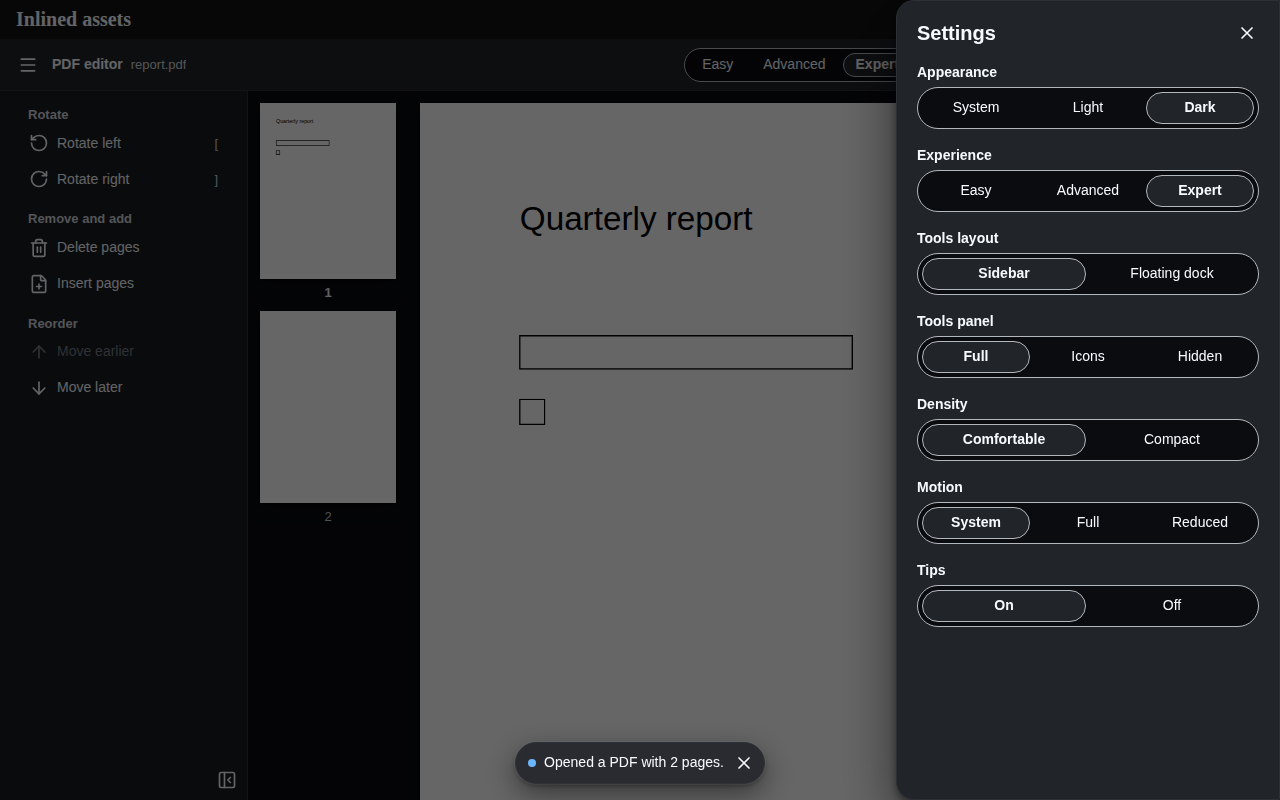 Inlined assets
PDF editor report.pdf
Easy Advanced Expert
Rotate
Rotate left [
Rotate right ]
Remove and add
Delete pages
Insert pages
Reorder
Move earlier
Move later
Quarterly report
1
2
Quarterly report
Opened a PDF with 2 pages.
Settings
Appearance
System Light Dark
Experience
Easy Advanced Expert
Tools layout
Sidebar Floating dock
Tools panel
Full Icons Hidden
Density
Comfortable Compact
Motion
System Full Reduced
Tips
On Off